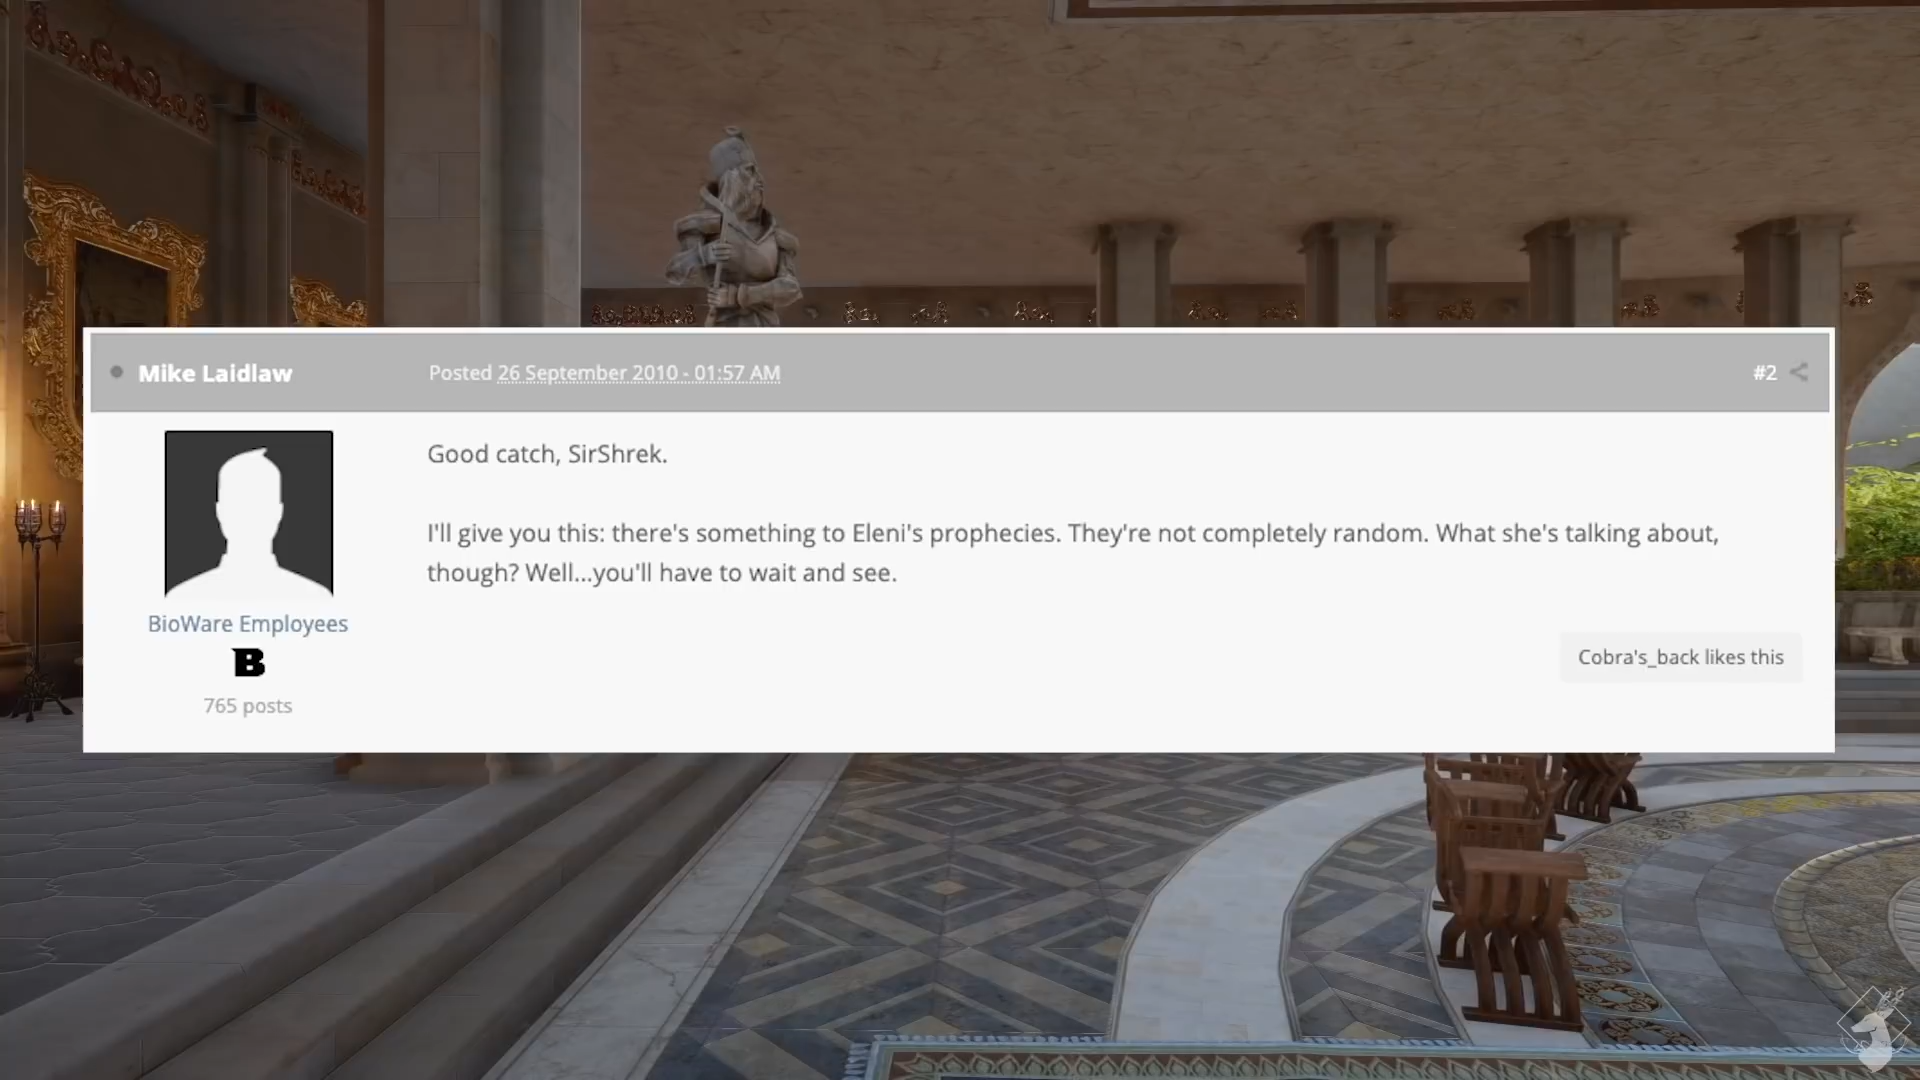 Mike Laidlaw
Posted 26 September 2010 - 01:57 AM
#2
Good catch, SirShrek.
I'll give you this: there's something to Eleni's prophecies. They're not completely random. What she's talking about,
though? Well...you'll have to wait and see.
BioWare Employees
B
765 posts
Cobra's_back likes this